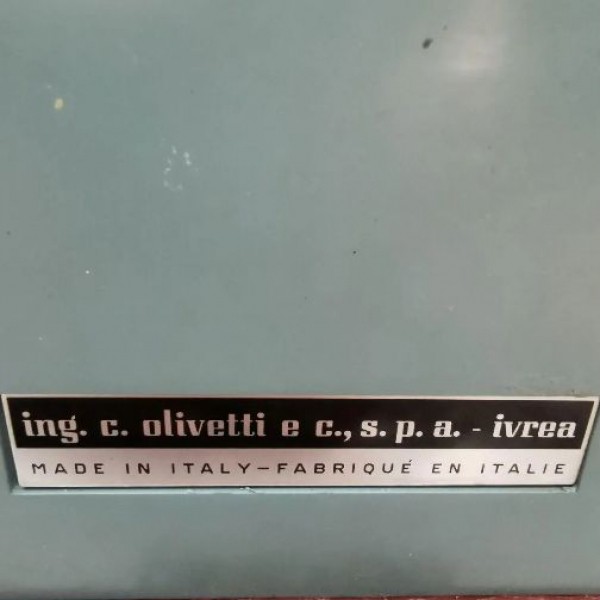 ing. c. olivetti e c., s. p. a. - ivrea
MADE IN ITALY-FABRIQUÉ EN ITALIE